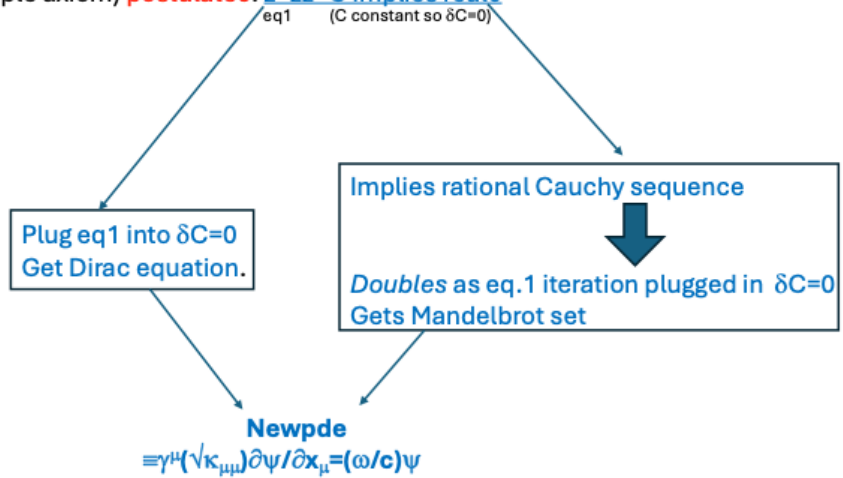 postulates:
eq1 (C constant so δC=0)
Implies rational Cauchy sequence
Plug eq1 into δC=0
Get Dirac equation.
Doubles as eq.1 iteration plugged in δC=0
Gets Mandelbrot set
Newpde
≡γᵘ(√κ_μμ)∂ψ/∂x_μ=(ω/c)ψ